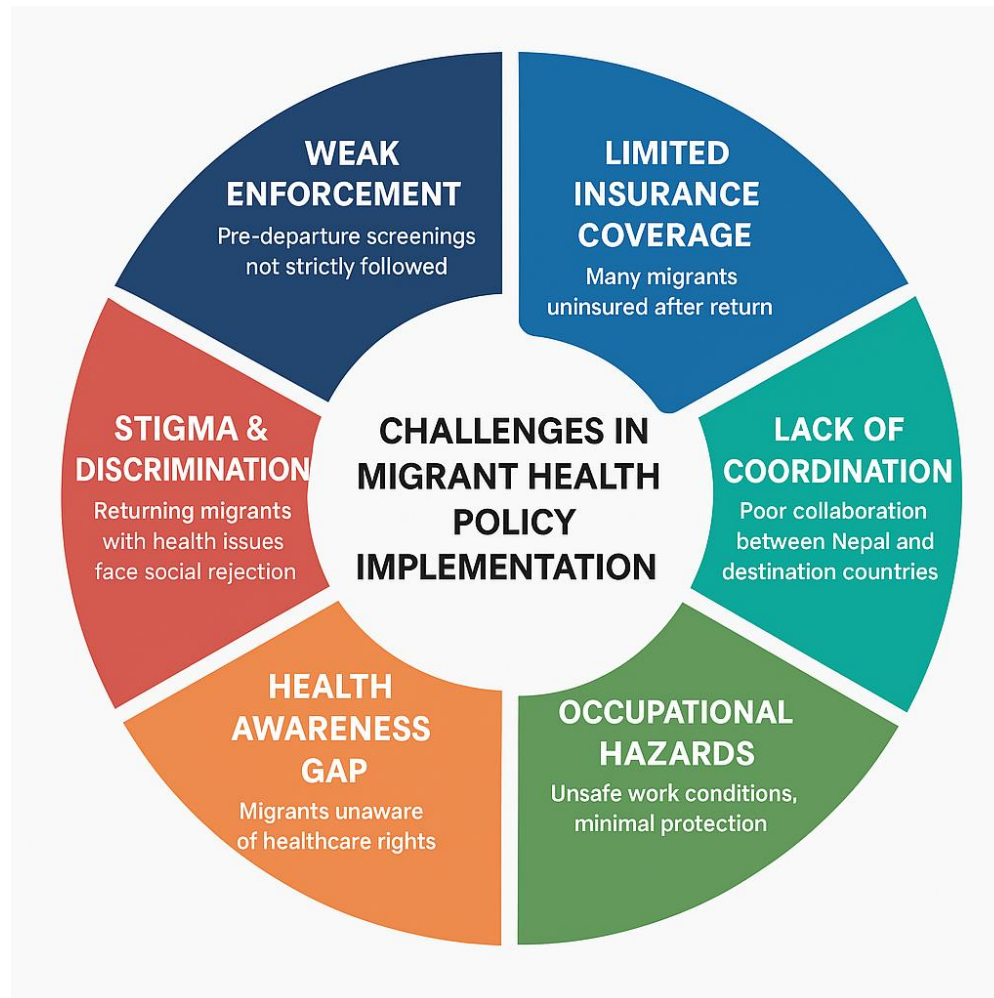 WEAK
ENFORCEMENT
Pre-departure screenings
not strictly followed
LIMITED
INSURANCE
COVERAGE
Many migrants
uninsured after return
STIGMA &
DISCRIMINATION
Returning migrants
with health issues
face social rejection
CHALLENGES IN
MIGRANT HEALTH
POLICY
IMPLEMENTATION
LACK OF
COORDINATION
Poor collaboration
between Nepal and
destination countries
HEALTH
AWARENESS
GAP
Migrants unaware
of healthcare rights
OCCUPATIONAL
HAZARDS
Unsafe work conditions,
minimal protection